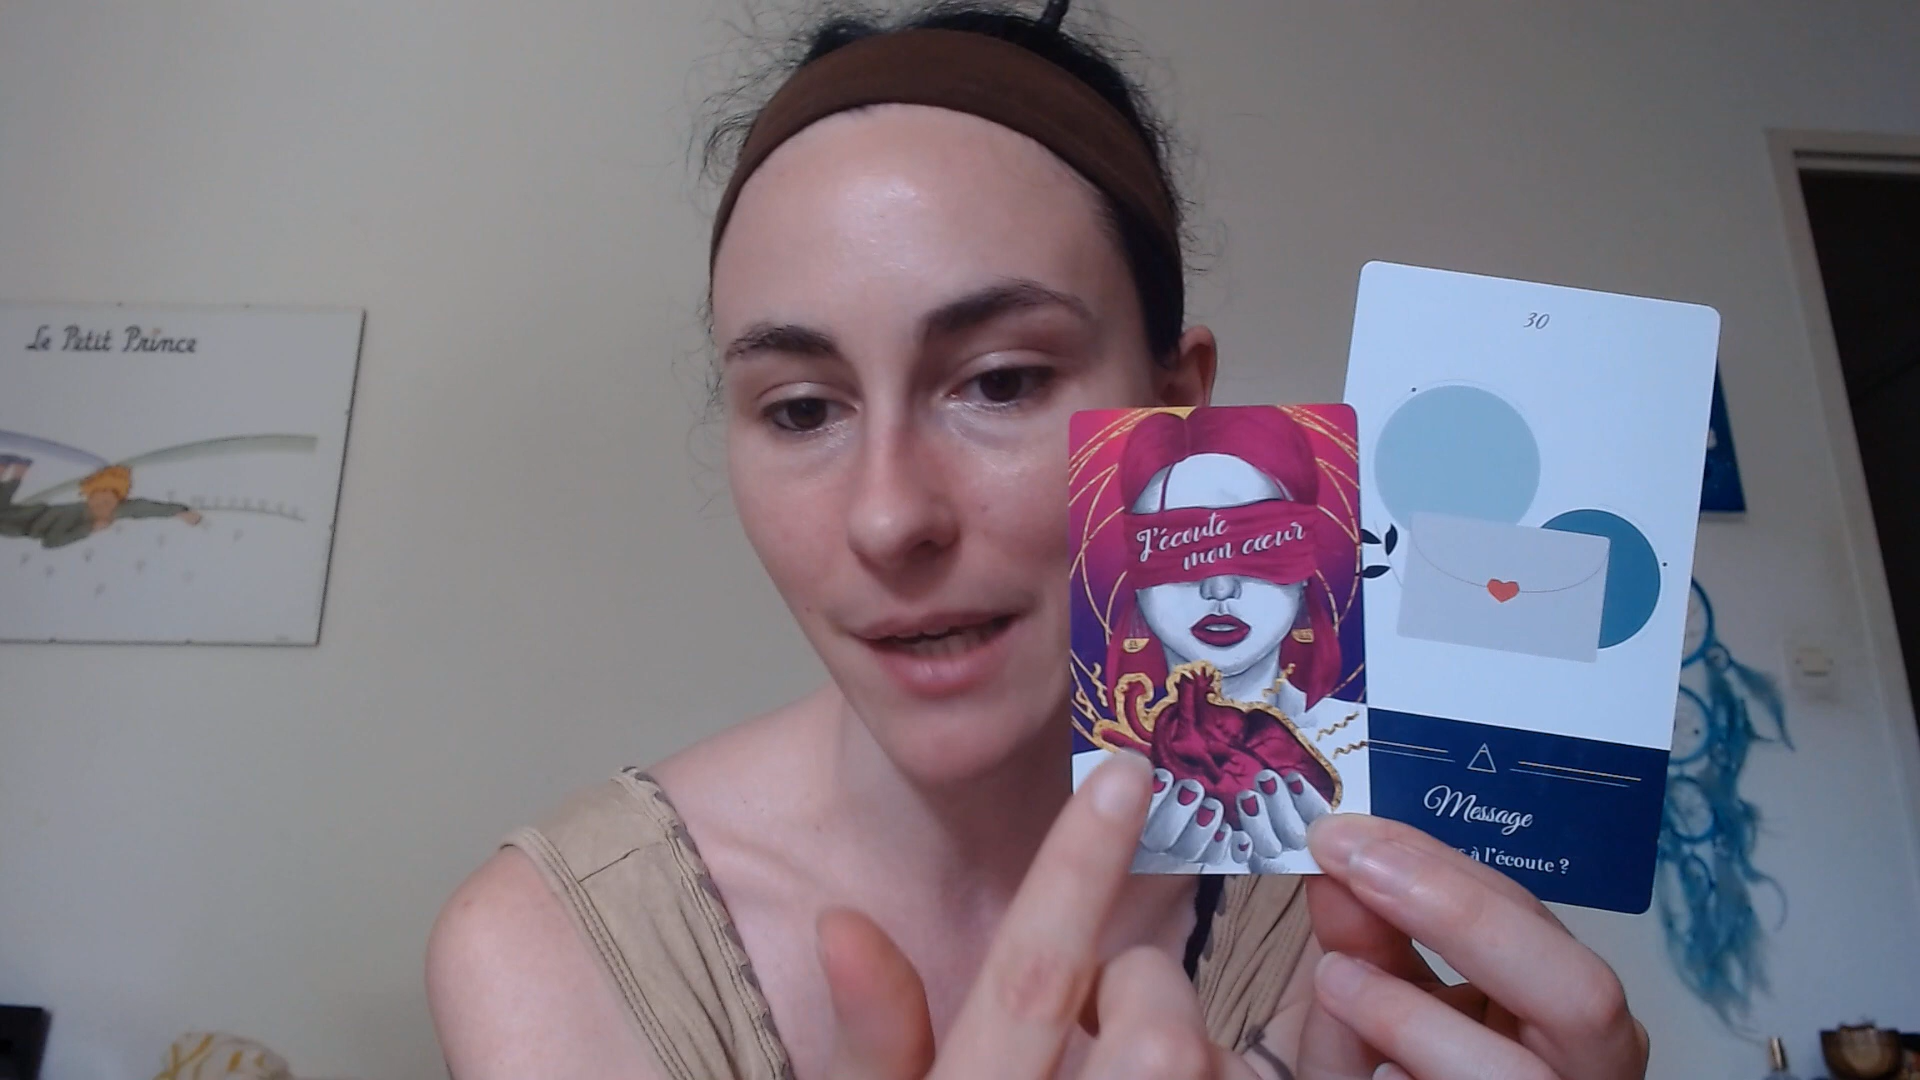 Le Petit Prince
J'écoute
mon cœur
30
Message
à l'écoute ?